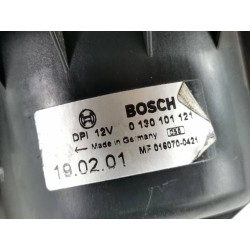 BOSCH
DPI 12V 0 130 101 121
← Made in Germany
MF 016070-0421
19.02.01